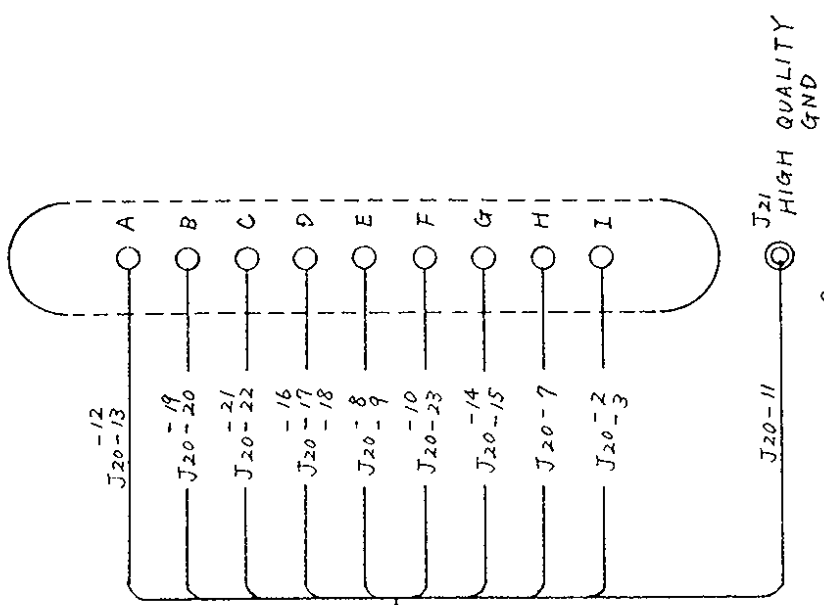 A
B
C
D
E
F
G
H
I
-12
J20-13
-19
J20-20
-21
J20-22
-16
J20-17
-18
-8
J20-9
-10
J20-23
-14
J20-15
J20-7
-2
J20-3
J20-11
J21
HIGH QUALITY
GND